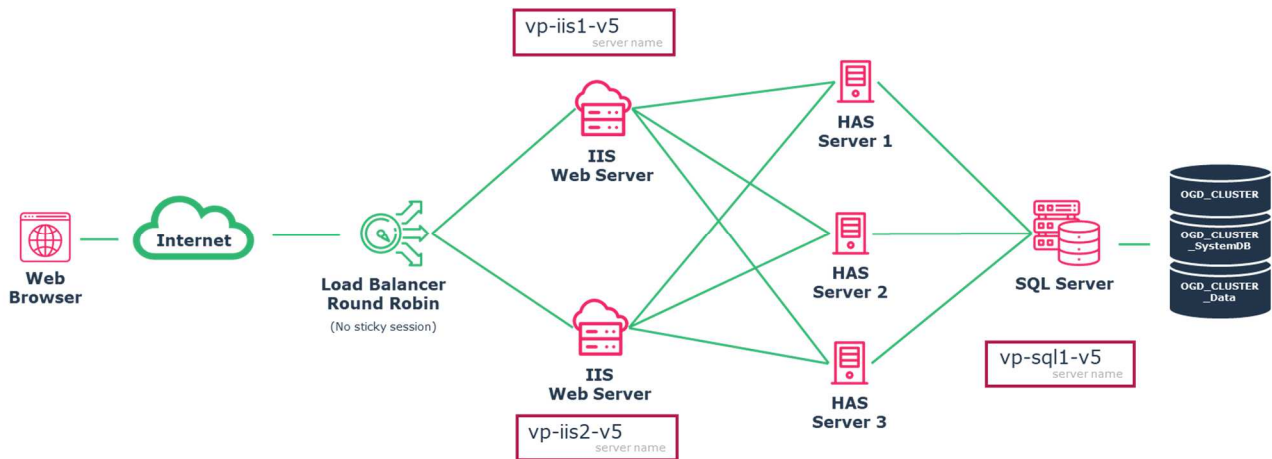 vp-iis1-v5
server name
IIS
Web Server
HAS
Server 1
Web
Browser
Internet
Load Balancer
Round Robin
(No sticky session)
HAS
Server 2
SQL Server
OGD_CLUSTER
OGD_CLUSTER
_SystemDB
OGD_CLUSTER
_Data
IIS
Web Server
vp-iis2-v5
server name
HAS
Server 3
vp-sql1-v5
server name